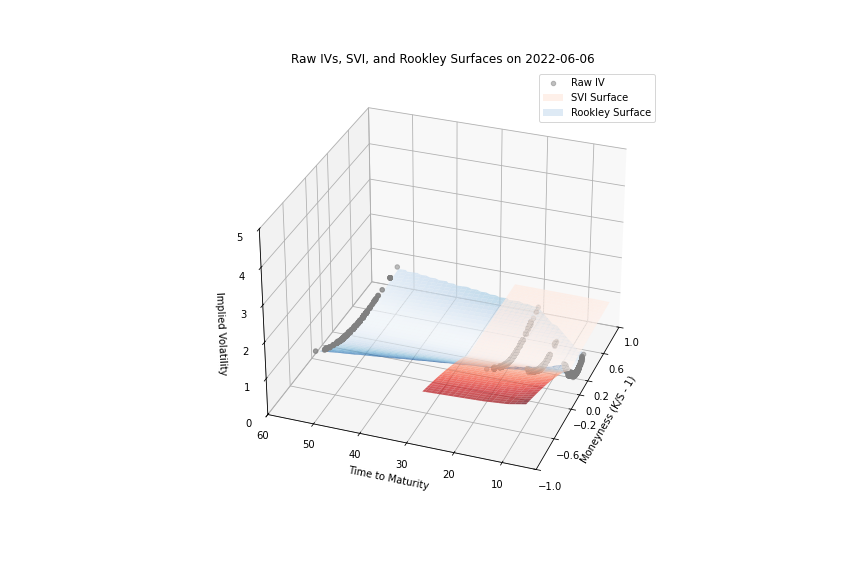 Raw IVs, SVI, and Rookley Surfaces on 2022-06-06
Raw IV
SVI Surface
Rookley Surface
5
4
3
2
1
0
Implied Volatility
60
50
40
30
20
10
Time to Maturity
1.0
0.6
0.2
0.0
−0.2
−0.6
−1.0
Moneyness (K/S - 1)